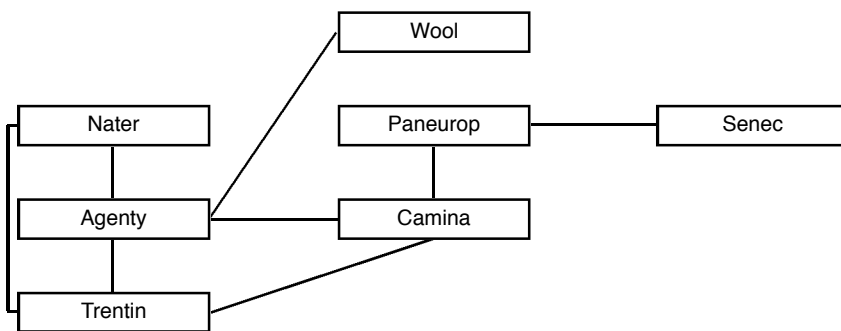 Wool
Nater
Paneurop
Senec
Agenty
Camina
Trentin